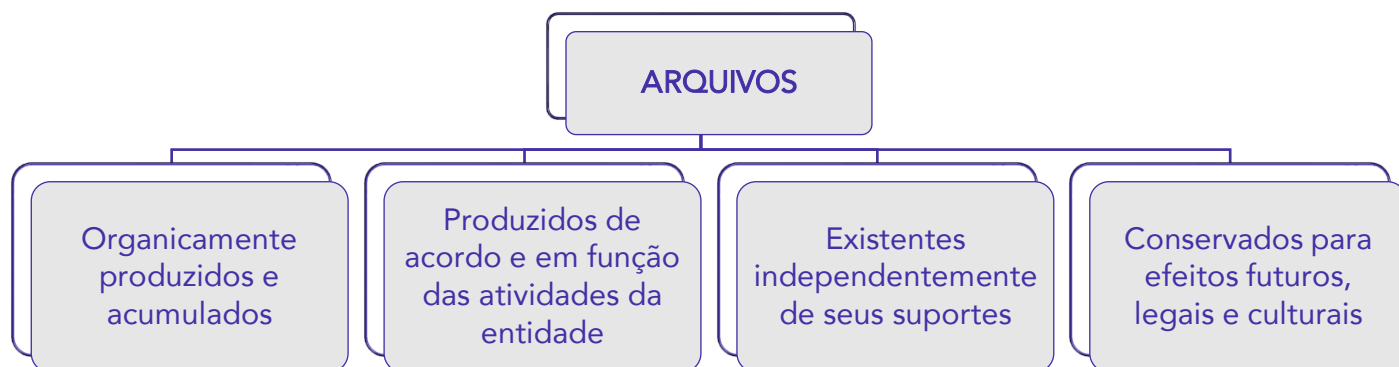 ARQUIVOS
Organicamente
produzidos e
acumulados
Produzidos de
acordo e em função
das atividades da
entidade
Existentes
independentemente
de seus suportes
Conservados para
efeitos futuros,
legais e culturais